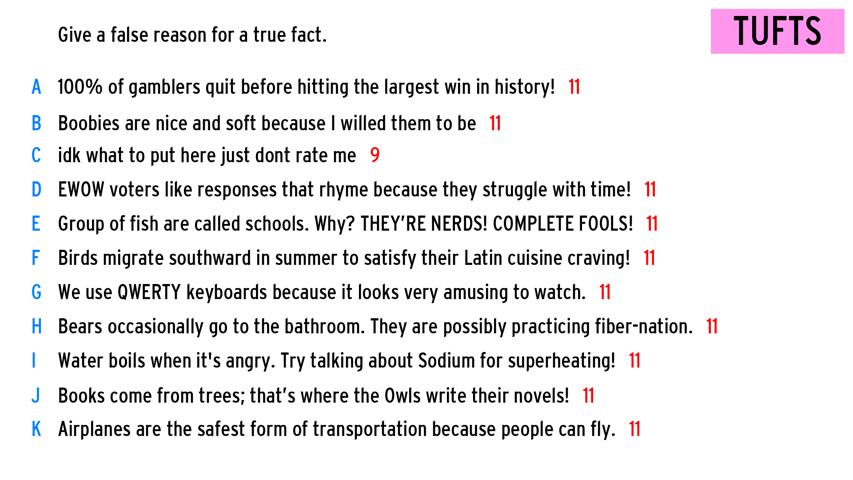 Give a false reason for a true fact.
TUFTS
A 100% of gamblers quit before hitting the largest win in history! 11
B Boobies are nice and soft because I willed them to be 11
C idk what to put here just dont rate me 9
D EWOW voters like responses that rhyme because they struggle with time! 11
E Group of fish are called schools. Why? THEY'RE NERDS! COMPLETE FOOLS! 11
F Birds migrate southward in summer to satisfy their Latin cuisine craving! 11
G We use QWERTY keyboards because it looks very amusing to watch. 11
H Bears occasionally go to the bathroom. They are possibly practicing fiber-nation. 11
I Water boils when it's angry. Try talking about Sodium for superheating! 11
J Books come from trees; that's where the Owls write their novels! 11
K Airplanes are the safest form of transportation because people can fly. 11